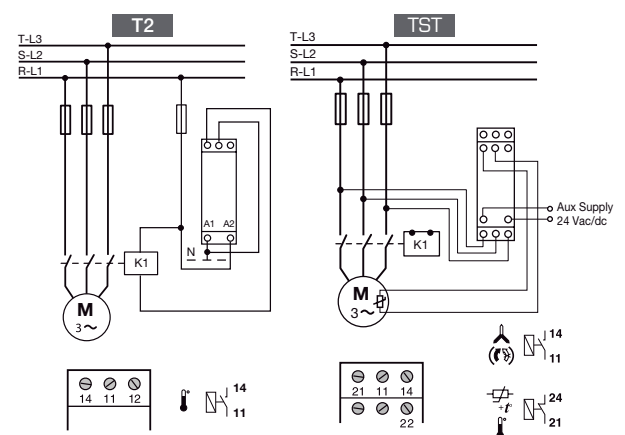 T2
T-L3
S-L2
R-L1
A1 A2
N
K1
M
3~
14 11 12
14
11
TST
T-L3
S-L2
R-L1
Aux Supply
24 Vac/dc
K1
M
3~
21 11 14
22
14
11
+t°
24
21